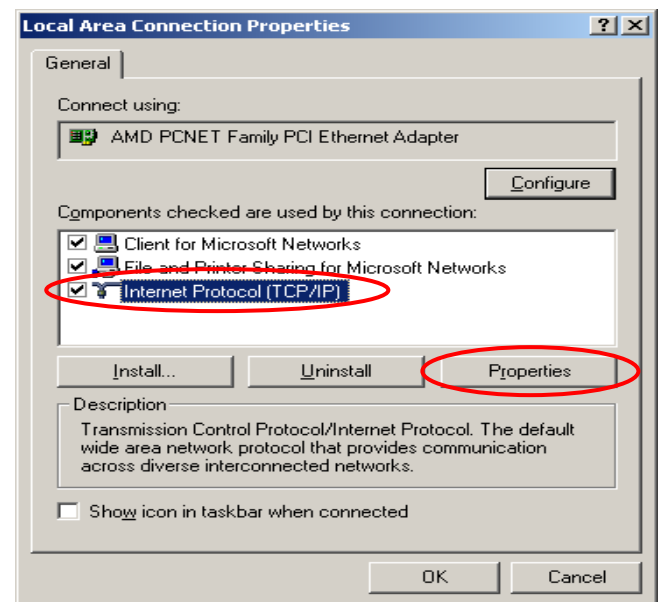 Local Area Connection Properties
General
Connect using:
AMD PCNET Family PCI Ethernet Adapter
Configure
Components checked are used by this connection:
Client for Microsoft Networks
File and Printer Sharing for Microsoft Networks
Internet Protocol (TCP/IP)
Install... Uninstall Properties
Description
Transmission Control Protocol/Internet Protocol. The default
wide area network protocol that provides communication
across diverse interconnected networks.
Show icon in taskbar when connected
OK Cancel